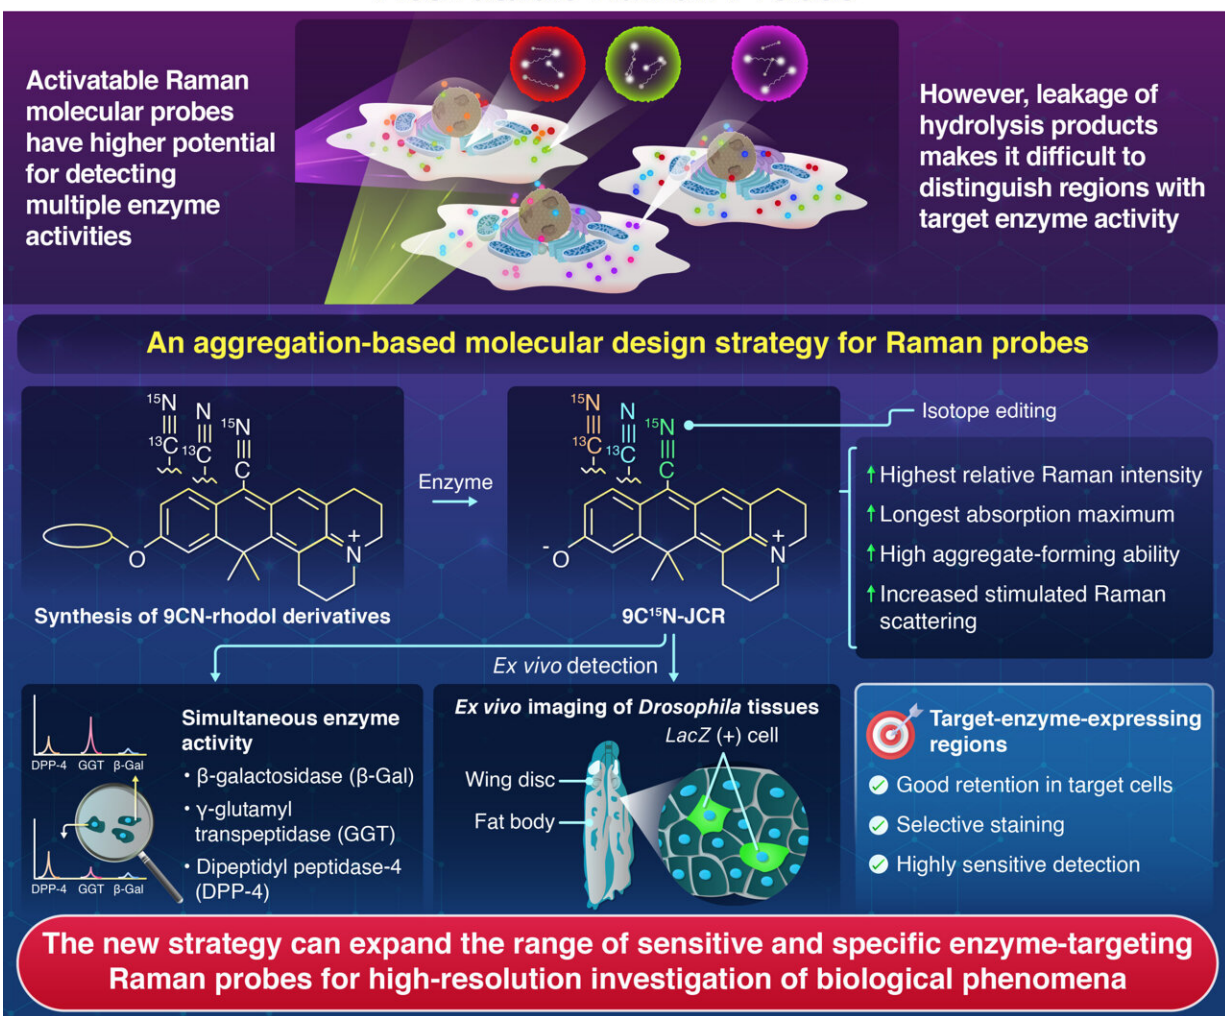 Activatable Raman
molecular probes
have higher potential
for detecting
multiple enzyme
activities
However, leakage of
hydrolysis products
makes it difficult to
distinguish regions with
target enzyme activity
An aggregation-based molecular design strategy for Raman probes
¹⁵N
N
¹⁵N
C
¹³C
C
O
N
+
Synthesis of 9CN-rhodol derivatives
Enzyme
¹⁵N
N
¹⁵N
¹³C
¹³C
C
-
O
N
+
9C¹⁵N-JCR
Isotope editing
Highest relative Raman intensity
Longest absorption maximum
High aggregate-forming ability
Increased stimulated Raman
scattering
Ex vivo detection
DPP-4 GGT β-Gal
DPP-4 GGT β-Gal
Simultaneous enzyme
activity
• β-galactosidase (β-Gal)
• γ-glutamyl
transpeptidase (GGT)
• Dipeptidyl peptidase-4
(DPP-4)
Ex vivo imaging of Drosophila tissues
LacZ (+) cell
Wing disc
Fat body
Target-enzyme-expressing
regions
Good retention in target cells
Selective staining
Highly sensitive detection
The new strategy can expand the range of sensitive and specific enzyme-targeting
Raman probes for high-resolution investigation of biological phenomena